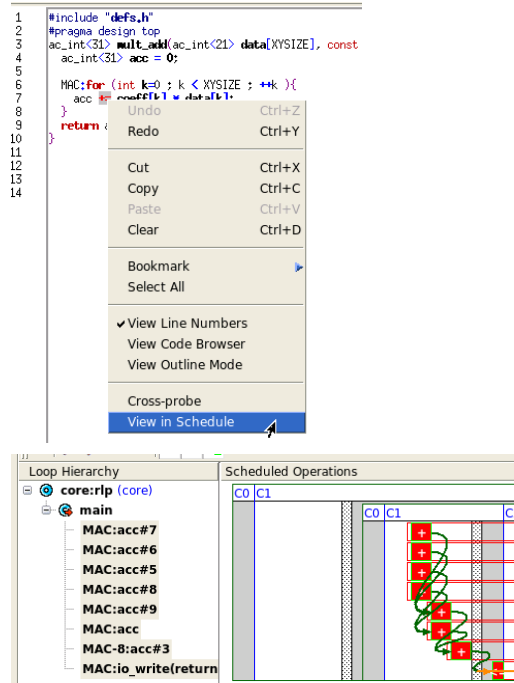 1 #include "defs.h"
2 #pragma design top
3 ac_int<31> mult_add(ac_int<21> data[XYSIZE], const
4 ac_int<31> acc = 0;
5
6 MAC:for (int k=0 ; k < XYSIZE ; ++k ){
7 acc += coeff[k] * data[k];
8 }
9 return
10 }
11
12
13
14
Undo Ctrl+Z
Redo Ctrl+Y
Cut Ctrl+X
Copy Ctrl+C
Paste Ctrl+V
Clear Ctrl+D
Bookmark
Select All
View Line Numbers
View Code Browser
View Outline Mode
Cross-probe
View in Schedule
Loop Hierarchy Scheduled Operations
core:rlp (core) C0 C1
main C0 C1 C
MAC:acc#7
MAC:acc#6
MAC:acc#5
MAC:acc#8
MAC:acc#9
MAC:acc
MAC-8:acc#3
MAC:io_write(return
+
+
+
+
+
+